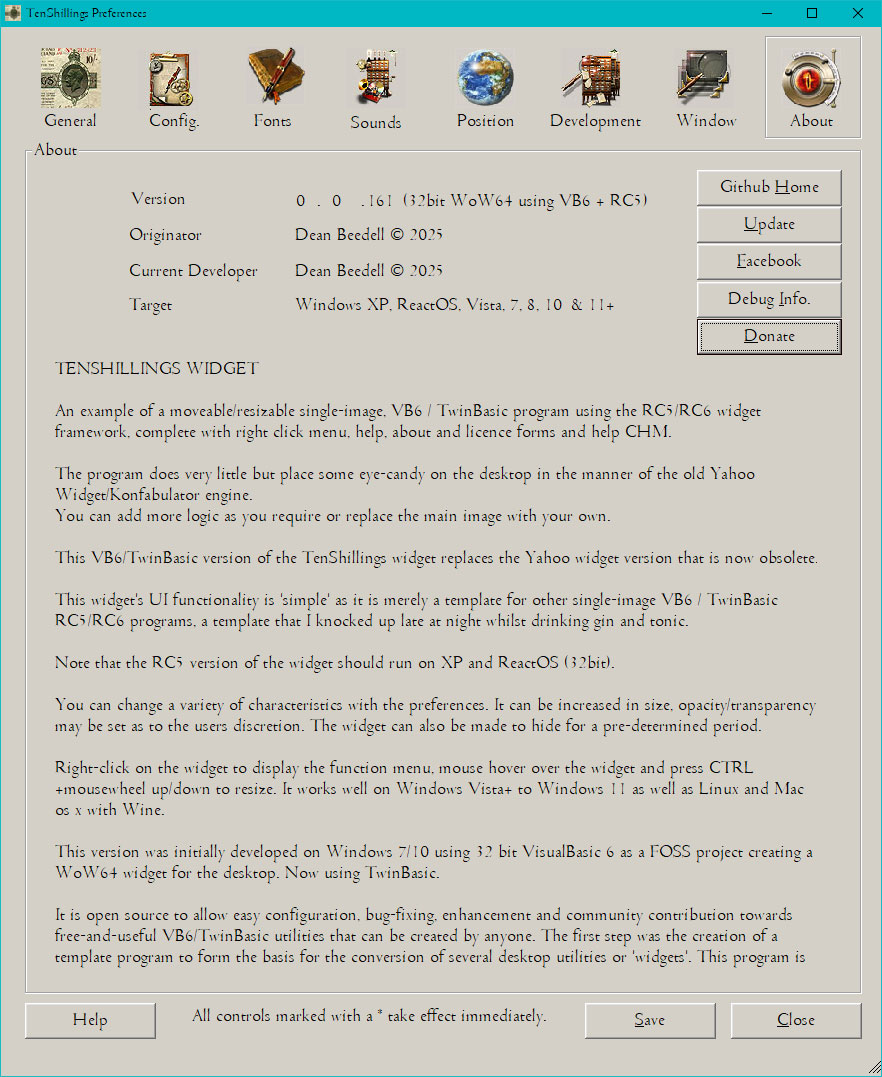 TenShillings Preferences
General
Config.
Fonts
Sounds
Position
Development
Window
About
About
Version 0 . 0 .161 (32bit WoW64 using VB6 + RC5)
Originator Dean Beedell © 2025
Current Developer Dean Beedell © 2025
Target Windows XP, ReactOS, Vista, 7, 8, 10 & 11+
Github Home
Update
Facebook
Debug Info.
Donate
TENSHILLINGS WIDGET
An example of a moveable/resizable single-image, VB6 / TwinBasic program using the RC5/RC6 widget
framework, complete with right click menu, help, about and licence forms and help CHM.
The program does very little but place some eye-candy on the desktop in the manner of the old Yahoo
Widget/Konfabulator engine.
You can add more logic as you require or replace the main image with your own.
This VB6/TwinBasic version of the TenShillings widget replaces the Yahoo widget version that is now obsolete.
This widget's UI functionality is 'simple' as it is merely a template for other single-image VB6 / TwinBasic
RC5/RC6 programs, a template that I knocked up late at night whilst drinking gin and tonic.
Note that the RC5 version of the widget should run on XP and ReactOS (32bit).
You can change a variety of characteristics with the preferences. It can be increased in size, opacity/transparency
may be set as to the users discretion. The widget can also be made to hide for a pre-determined period.
Right-click on the widget to display the function menu, mouse hover over the widget and press CTRL
+mousewheel up/down to resize. It works well on Windows Vista+ to Windows 11 as well as Linux and Mac
os x with Wine.
This version was initially developed on Windows 7/10 using 32 bit VisualBasic 6 as a FOSS project creating a
WoW64 widget for the desktop. Now using TwinBasic.
It is open source to allow easy configuration, bug-fixing, enhancement and community contribution towards
free-and-useful VB6/TwinBasic utilities that can be created by anyone. The first step was the creation of a
template program to form the basis for the conversion of several desktop utilities or 'widgets'. This program is
Help
All controls marked with a * take effect immediately.
Save
Close